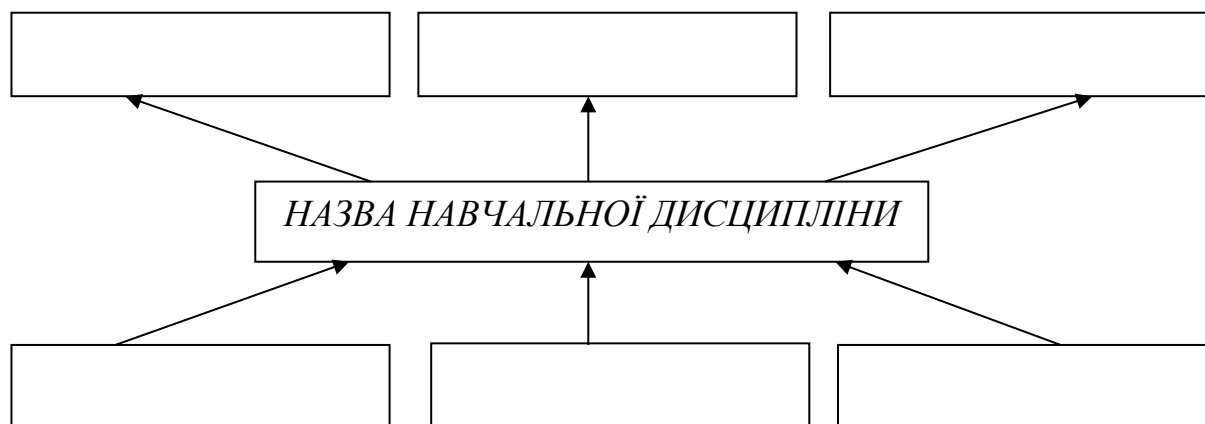 НАЗВА НАВЧАЛЬНОЇ ДИСЦИПЛІНИ